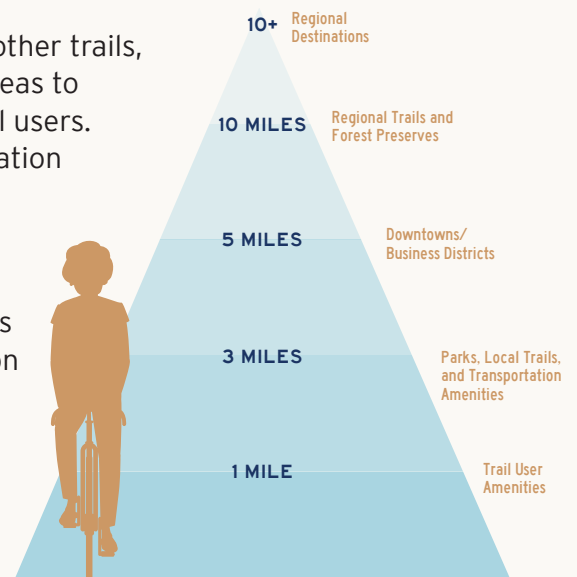 other trails,
eas to
l users.
ation
s
on
10+
Regional
Destinations
10 MILES
Regional Trails and
Forest Preserves
5 MILES
Downtowns/
Business Districts
3 MILES
Parks, Local Trails,
and Transportation
Amenities
1 MILE
Trail User
Amenities